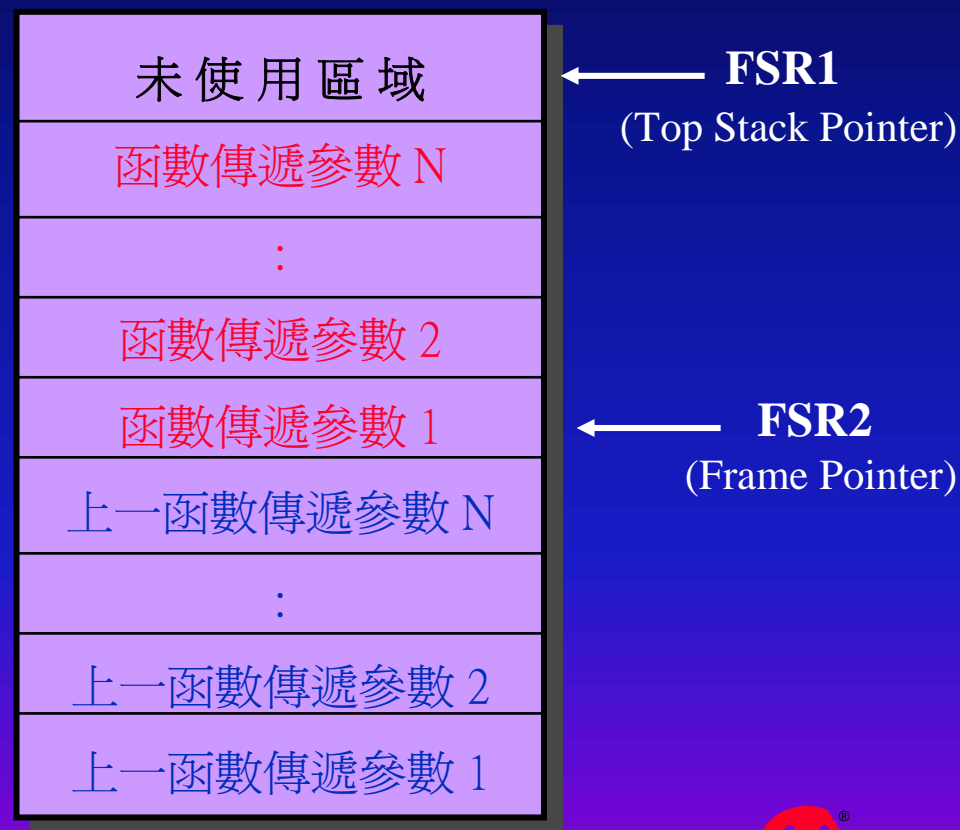 未使用區域
FSR1
(Top Stack Pointer)
函數傳遞參數 N
:
函數傳遞參數 2
函數傳遞參數 1
FSR2
(Frame Pointer)
上一函數傳遞參數 N
:
上一函數傳遞參數 2
上一函數傳遞參數 1
®